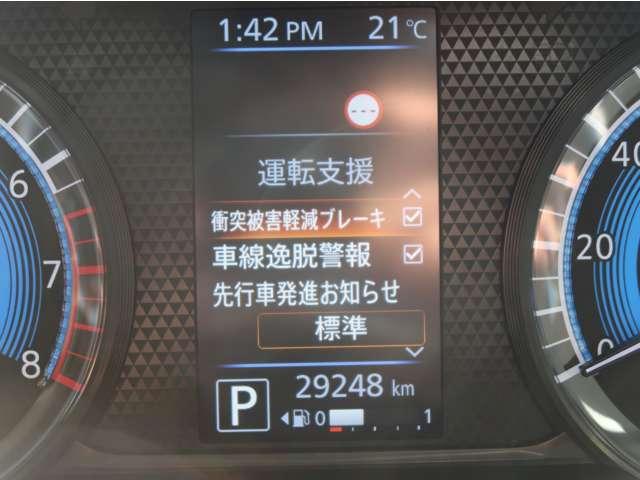 1:42 PM 21℃
---
運転支援
衝突被害軽減ブレーキ
車線逸脱警報
先行車発進お知らせ
標準
P 29248 km
0 1
6
7
8
40
20
0